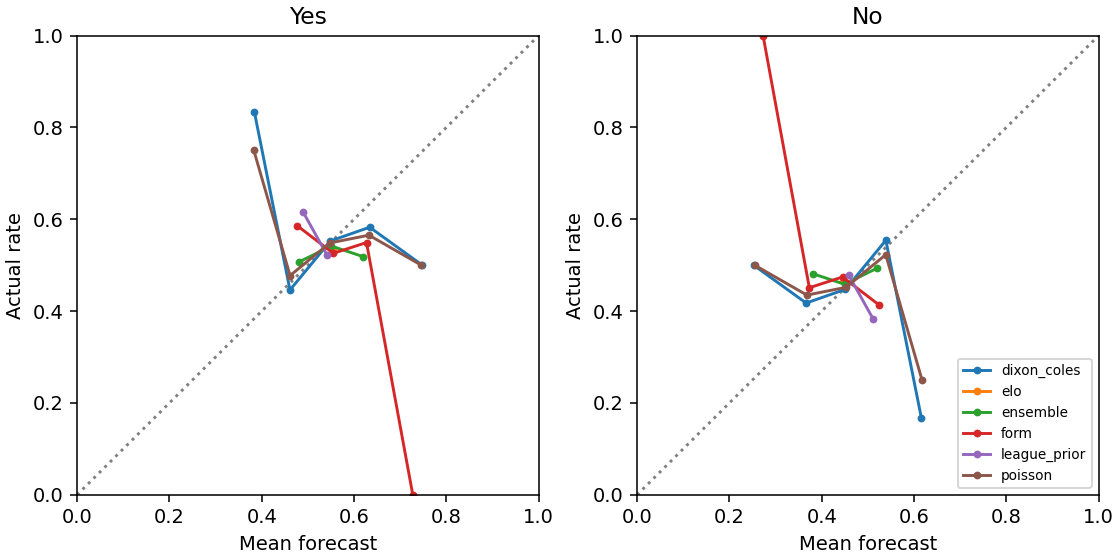 Yes
1.0
0.8
0.6
0.4
0.2
0.0
Actual rate
0.0 0.2 0.4 0.6 0.8 1.0
Mean forecast
No
1.0
0.8
0.6
0.4
0.2
0.0
Actual rate
dixon_coles
elo
ensemble
form
league_prior
poisson
0.0 0.2 0.4 0.6 0.8 1.0
Mean forecast